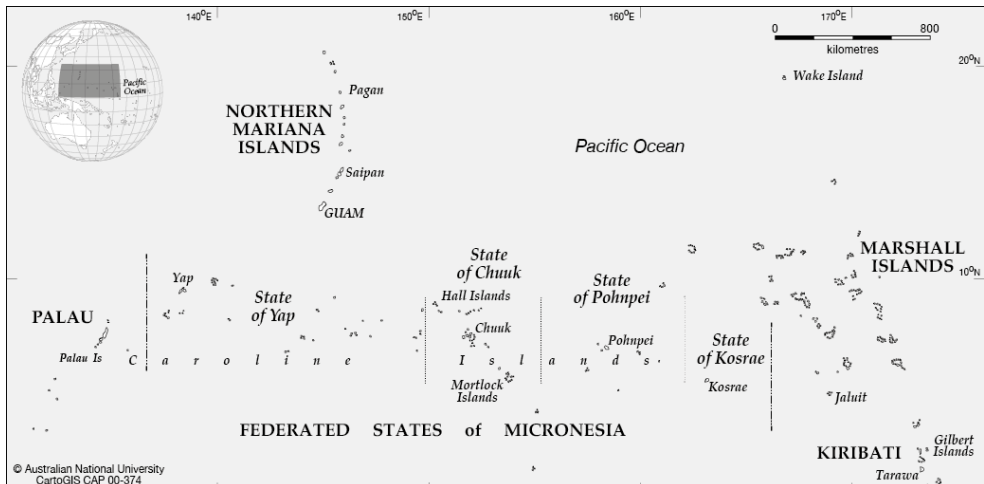 140°E
150°E
160°E
170°E
0
800
kilometres
20°N
Pacific
Ocean
Wake Island
Pagan
NORTHERN
MARIANA
ISLANDS
Pacific Ocean
Saipan
GUAM
State
of Chuuk
MARSHALL
ISLANDS
10°N
Yap
State
of Yap
Hall Islands
State
of Pohnpei
PALAU
Chuuk
Pohnpei
State
of Kosrae
Palau Is
Caroline Islands
Mortlock
Islands
Kosrae
Jaluit
FEDERATED STATES of MICRONESIA
KIRIBATI
Gilbert
Islands
Tarawa
© Australian National University
CartoGIS CAP 00-374